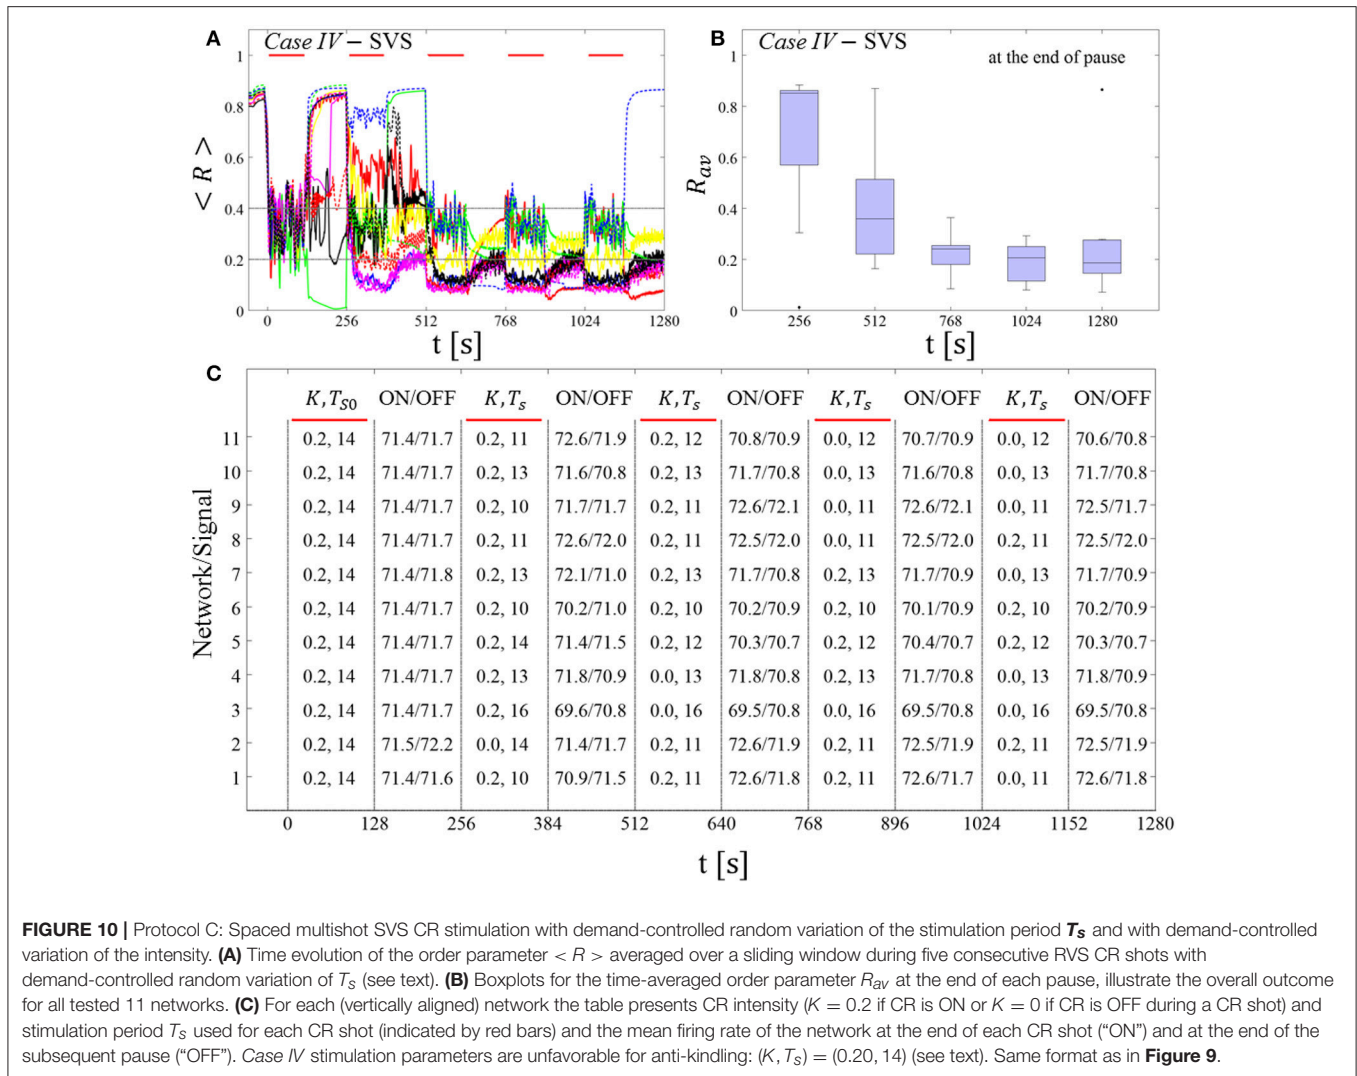 A
Case IV – SVS
1
0.8
0.6
0.4
0.2
0
< R >
0
256
512
768
1024
1280
t [s]
B
Case IV – SVS
at the end of pause
1
0.8
0.6
0.4
0.2
0
R_av
256
512
768
1024
1280
t [s]
C
K, T_S0 ON/OFF K, T_s ON/OFF K, T_s ON/OFF K, T_s ON/OFF K, T_s ON/OFF
Network/Signal
11 0.2, 14 71.4/71.7 0.2, 11 72.6/71.9 0.2, 12 70.8/70.9 0.0, 12 70.7/70.9 0.0, 12 70.6/70.8
10 0.2, 14 71.4/71.7 0.2, 13 71.6/70.8 0.2, 13 71.7/70.8 0.0, 13 71.6/70.8 0.0, 13 71.7/70.8
9 0.2, 14 71.4/71.7 0.2, 10 71.7/71.7 0.2, 11 72.6/72.1 0.0, 11 72.6/72.1 0.0, 11 72.5/71.7
8 0.2, 14 71.4/71.7 0.2, 11 72.6/72.0 0.2, 11 72.5/72.0 0.0, 11 72.5/72.0 0.2, 11 72.5/72.0
7 0.2, 14 71.4/71.8 0.2, 13 72.1/71.0 0.2, 13 71.7/70.8 0.2, 13 71.7/70.9 0.0, 13 71.7/70.9
6 0.2, 14 71.4/71.7 0.2, 10 70.2/71.0 0.2, 10 70.2/70.9 0.2, 10 70.1/70.9 0.2, 10 70.2/70.9
5 0.2, 14 71.4/71.7 0.2, 14 71.4/71.5 0.2, 12 70.3/70.7 0.2, 12 70.4/70.7 0.2, 12 70.3/70.7
4 0.2, 14 71.4/71.7 0.2, 13 71.8/70.9 0.0, 13 71.8/70.8 0.2, 13 71.7/70.8 0.0, 13 71.8/70.9
3 0.2, 14 71.4/71.7 0.2, 16 69.6/70.8 0.0, 16 69.5/70.8 0.0, 16 69.5/70.8 0.0, 16 69.5/70.8
2 0.2, 14 71.5/72.2 0.0, 14 71.4/71.7 0.2, 11 72.6/71.9 0.2, 11 72.5/71.9 0.2, 11 72.5/71.9
1 0.2, 14 71.4/71.6 0.2, 10 70.9/71.5 0.2, 11 72.6/71.8 0.2, 11 72.6/71.7 0.0, 11 72.6/71.8
0 128 256 384 512 640 768 896 1024 1152 1280
t [s]
FIGURE 10 | Protocol C: Spaced multishot SVS CR stimulation with demand-controlled random variation of the stimulation period T_s and with demand-controlled
variation of the intensity. (A) Time evolution of the order parameter < R > averaged over a sliding window during five consecutive RVS CR shots with
demand-controlled random variation of T_s (see text). (B) Boxplots for the time-averaged order parameter R_av at the end of each pause, illustrate the overall outcome
for all tested 11 networks. (C) For each (vertically aligned) network the table presents CR intensity (K = 0.2 if CR is ON or K = 0 if CR is OFF during a CR shot) and
stimulation period T_s used for each CR shot (indicated by red bars) and the mean firing rate of the network at the end of each CR shot (“ON”) and at the end of the
subsequent pause (“OFF”). Case IV stimulation parameters are unfavorable for anti-kindling: (K, T_s) = (0.20, 14) (see text). Same format as in Figure 9.